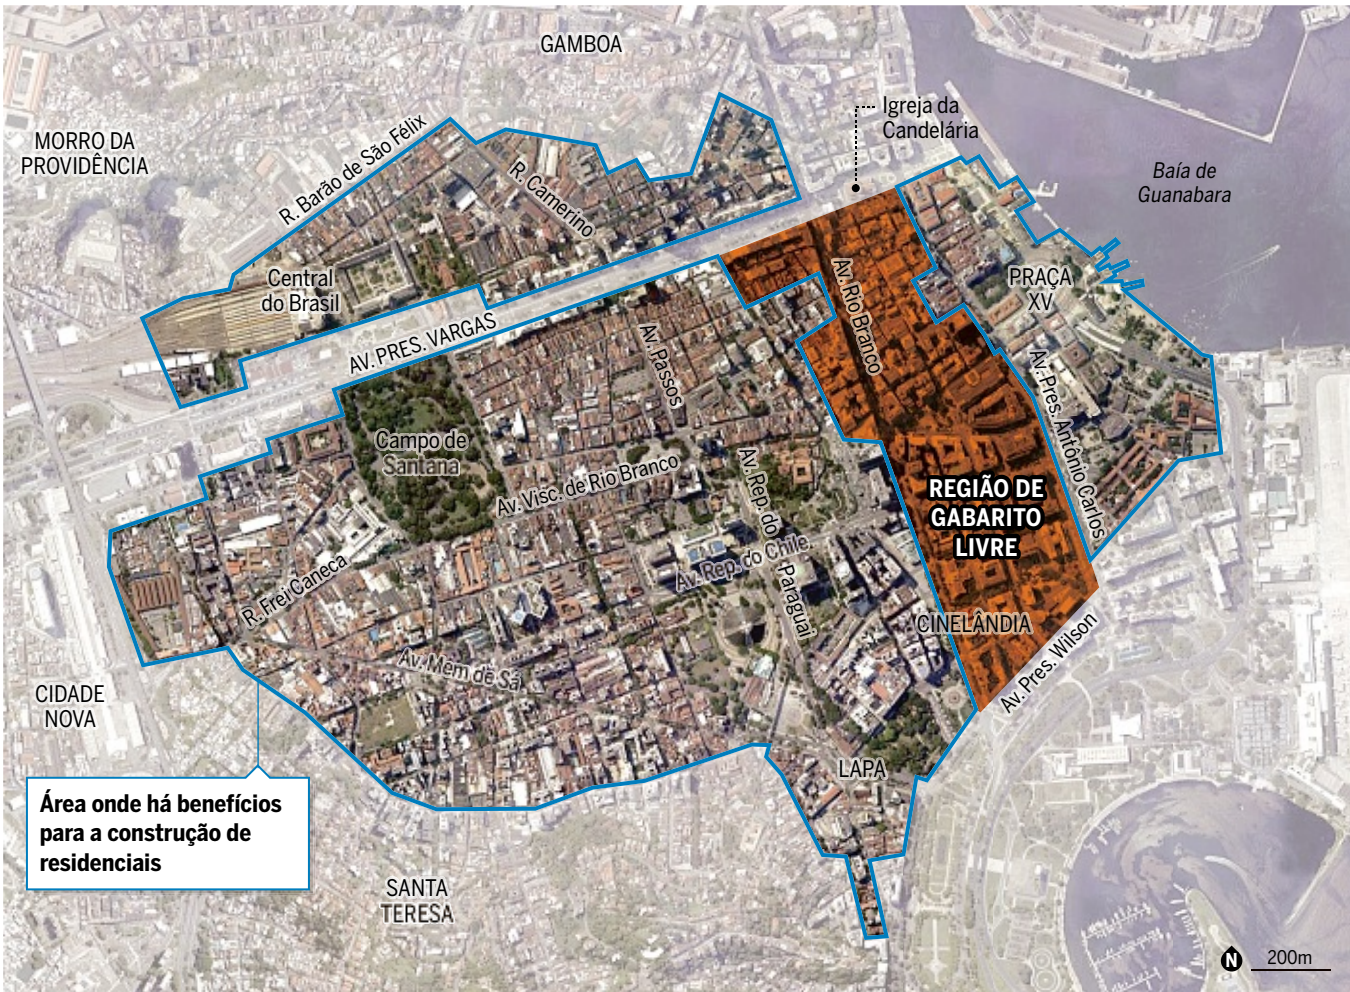 GAMBOA
MORRO DA
PROVIDÊNCIA
R. Barão de São Félix
R. Camerino
Igreja da
Candelária
Baía de
Guanabara
Central
do Brasil
AV. PRES. VARGAS
Av. Passos
Av. Rio Branco
PRAÇA
XV
Av. Pres. Antônio Carlos
Campo de
Santana
Av. Visc. de Rio Branco
Av. Rep. do Paraguai
REGIÃO DE
GABARITO
LIVRE
R. Frei Caneca
Av. Rep. do Chile
CINELÂNDIA
Av. Mem de Sá
Av. Pres. Wilson
CIDADE
NOVA
LAPA
Área onde há benefícios
para a construção de
residenciais
SANTA
TERESA
N
200m